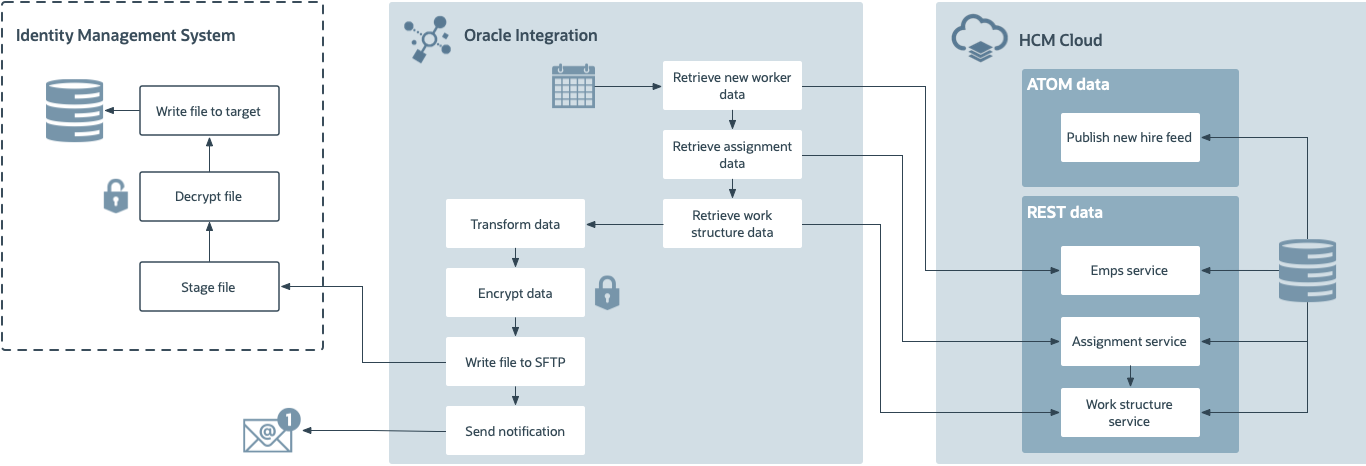 Identity Management System
Write file to target
Decrypt file
Stage file
Oracle Integration
Retrieve new worker
data
Retrieve assignment
data
Retrieve work
structure data
Transform data
Encrypt data
Write file to SFTP
Send notification
1
@
HCM Cloud
ATOM data
Publish new hire feed
REST data
Emps service
Assignment service
Work structure
service